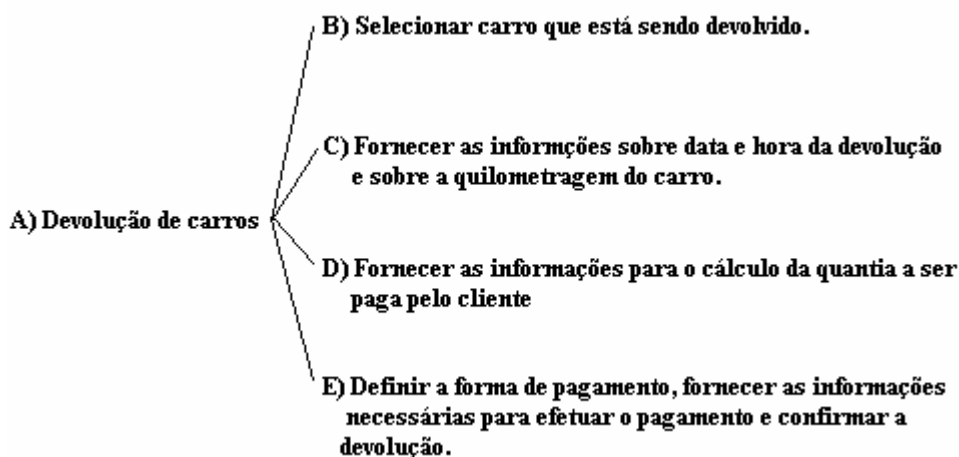 B) Selecionar carro que está sendo devolvido.
C) Fornecer as informções sobre data e hora da devolução
e sobre a quilometragem do carro.
A) Devolução de carros
D) Fornecer as informações para o cálculo da quantia a ser
paga pelo cliente
E) Definir a forma de pagamento, fornecer as informações
necessárias para efetuar o pagamento e confirmar a
devolução.